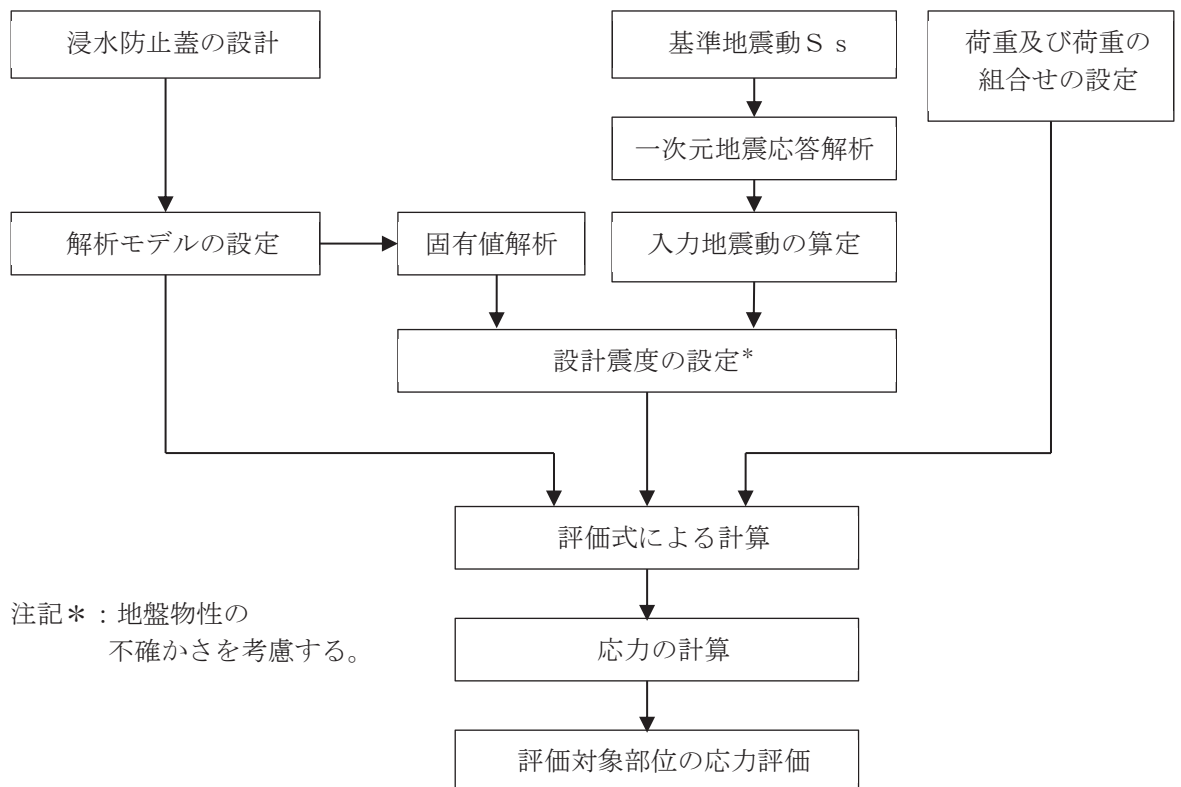 浸水防止蓋の設計
基準地震動Ｓｓ
荷重及び荷重の
組合せの設定
一次元地震応答解析
解析モデルの設定
固有値解析
入力地震動の算定
設計震度の設定*
評価式による計算
注記＊：地盤物性の
不確かさを考慮する。
応力の計算
評価対象部位の応力評価